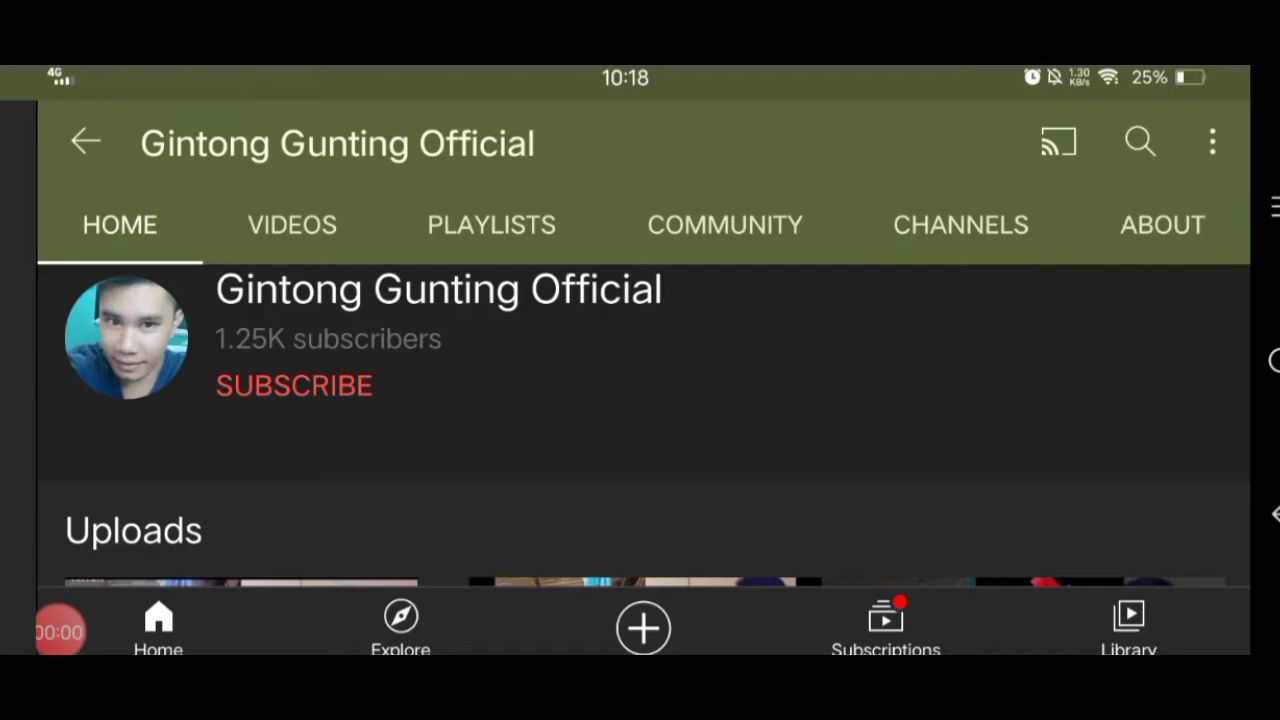 4G 10:18 1.30 KB/s 25%
Gintong Gunting Official
HOME VIDEOS PLAYLISTS COMMUNITY CHANNELS ABOUT
Gintong Gunting Official
1.25K subscribers
SUBSCRIBE
Uploads
00:00
Home Explore Subscriptions Library